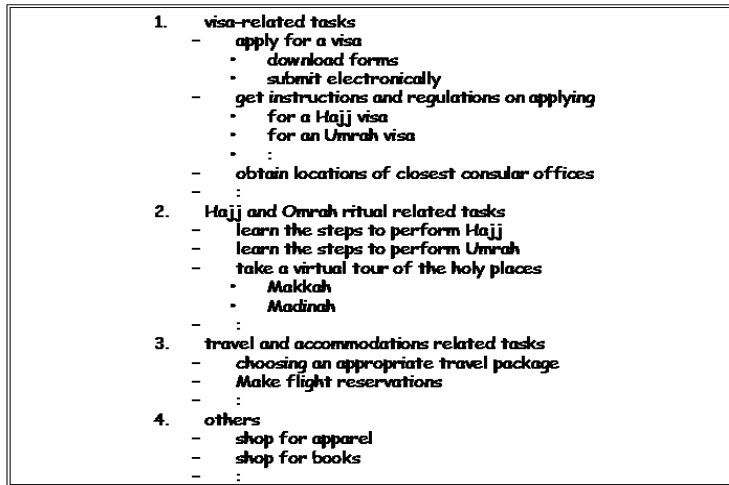 1. visa-related tasks
– apply for a visa
• download forms
• submit electronically
– get instructions and regulations on applying
• for a Hajj visa
• for an Umrah visa
• :
– obtain locations of closest consular offices
– :
2. Hajj and Omrah ritual related tasks
– learn the steps to perform Hajj
– learn the steps to perform Umrah
– take a virtual tour of the holy places
• Makkah
• Madinah
– :
3. travel and accommodations related tasks
– choosing an appropriate travel package
– Make flight reservations
– :
4. others
– shop for apparel
– shop for books
– :